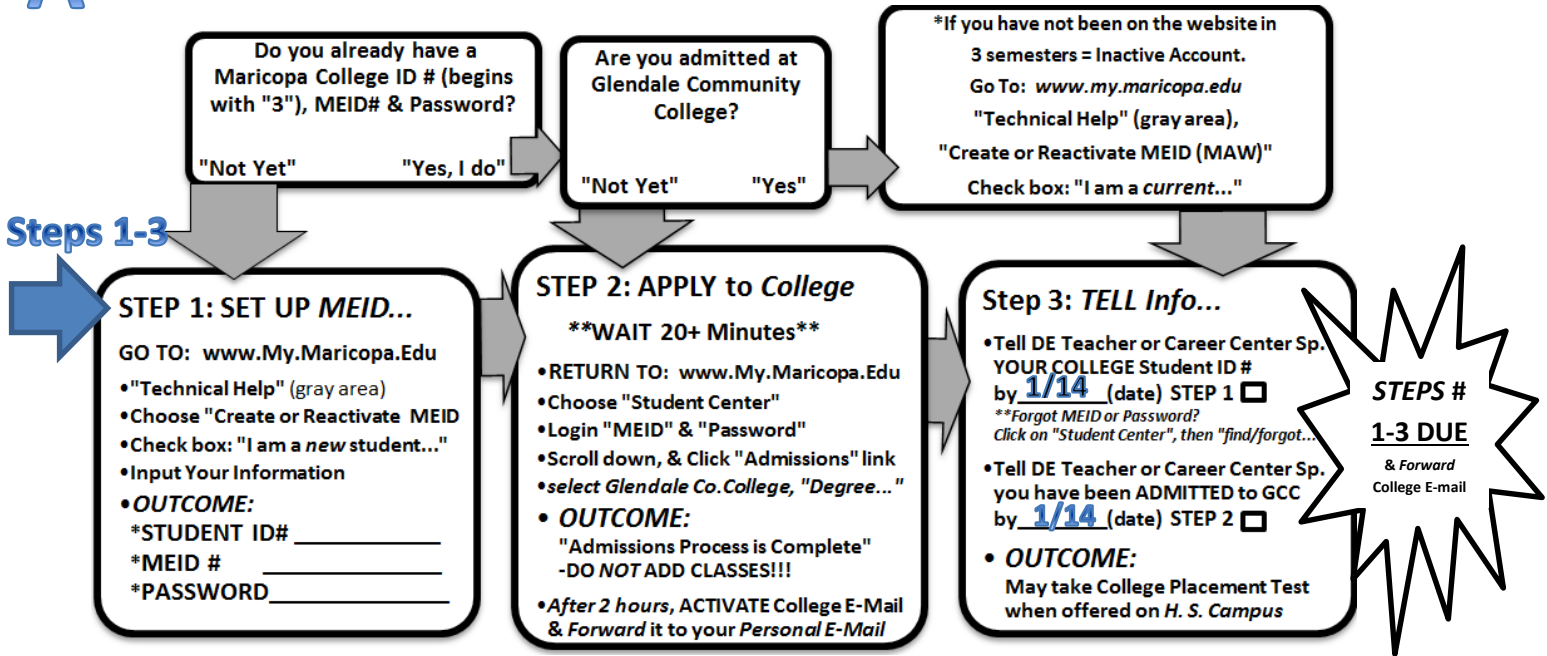 Do you already have a
Maricopa College ID # (begins
with "3"), MEID# & Password?
"Not Yet" "Yes, I do"
Are you admitted at
Glendale Community
College?
"Not Yet" "Yes"
*If you have not been on the website in
3 semesters = Inactive Account.
Go To: www.my.maricopa.edu
"Technical Help" (gray area),
"Create or Reactivate MEID (MAW)"
Check box: "I am a current..."
Steps 1-3
STEP 1: SET UP MEID...
GO TO: www.My.Maricopa.Edu
•"Technical Help" (gray area)
•Choose "Create or Reactivate MEID
•Check box: "I am a new student..."
•Input Your Information
•OUTCOME:
*STUDENT ID# ____________
*MEID # _______________
*PASSWORD_______________
STEP 2: APPLY to College
**WAIT 20+ Minutes**
•RETURN TO: www.My.Maricopa.Edu
•Choose "Student Center"
•Login "MEID" & "Password"
•Scroll down, & Click "Admissions" link
•select Glendale Co.College, "Degree..."
• OUTCOME:
"Admissions Process is Complete"
-DO NOT ADD CLASSES!!!
•After 2 hours, ACTIVATE College E-Mail
& Forward it to your Personal E-Mail
Step 3: TELL Info...
•Tell DE Teacher or Career Center Sp.
YOUR COLLEGE Student ID #
by 1/14 (date) STEP 1
**Forgot MEID or Password?
Click on "Student Center", then "find/forgot...
•Tell DE Teacher or Career Center Sp.
you have been ADMITTED to GCC
by 1/14 (date) STEP 2
• OUTCOME:
May take College Placement Test
when offered on H. S. Campus
STEPS #
1-3 DUE
& Forward
College E-mail